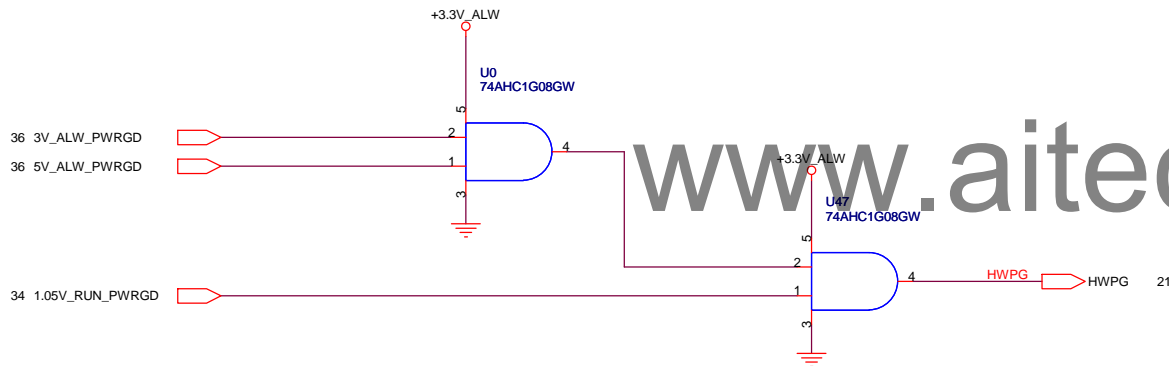 +3.3V_ALW
U0
74AHC1G08GW
5
36 3V_ALW_PWRGD
2
4
36 5V_ALW_PWRGD
1
3
www.aitec
+3.3V_ALW
U47
74AHC1G08GW
5
2
4
HWPG
HWPG 21
34 1.05V_RUN_PWRGD
1
3